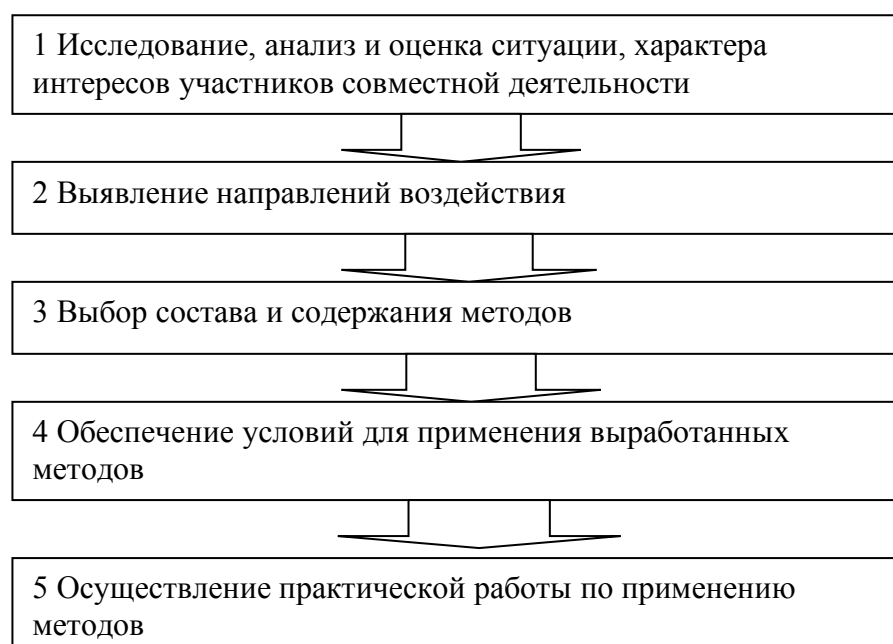 1 Исследование, анализ и оценка ситуации, характера
интересов участников совместной деятельности
2 Выявление направлений воздействия
3 Выбор состава и содержания методов
4 Обеспечение условий для применения выработанных
методов
5 Осуществление практической работы по применению
методов